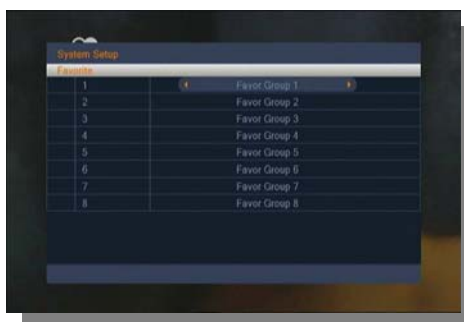 System Setup
Favorite
1 Favor Group 1
2 Favor Group 2
3 Favor Group 3
4 Favor Group 4
5 Favor Group 5
6 Favor Group 6
7 Favor Group 7
8 Favor Group 8